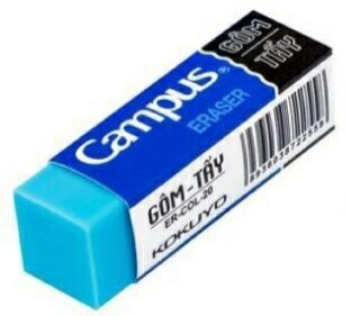 Campus®
ERASER
GÔM
TẨY
GÔM-TẨY
ER-COL-20
KOKUYO